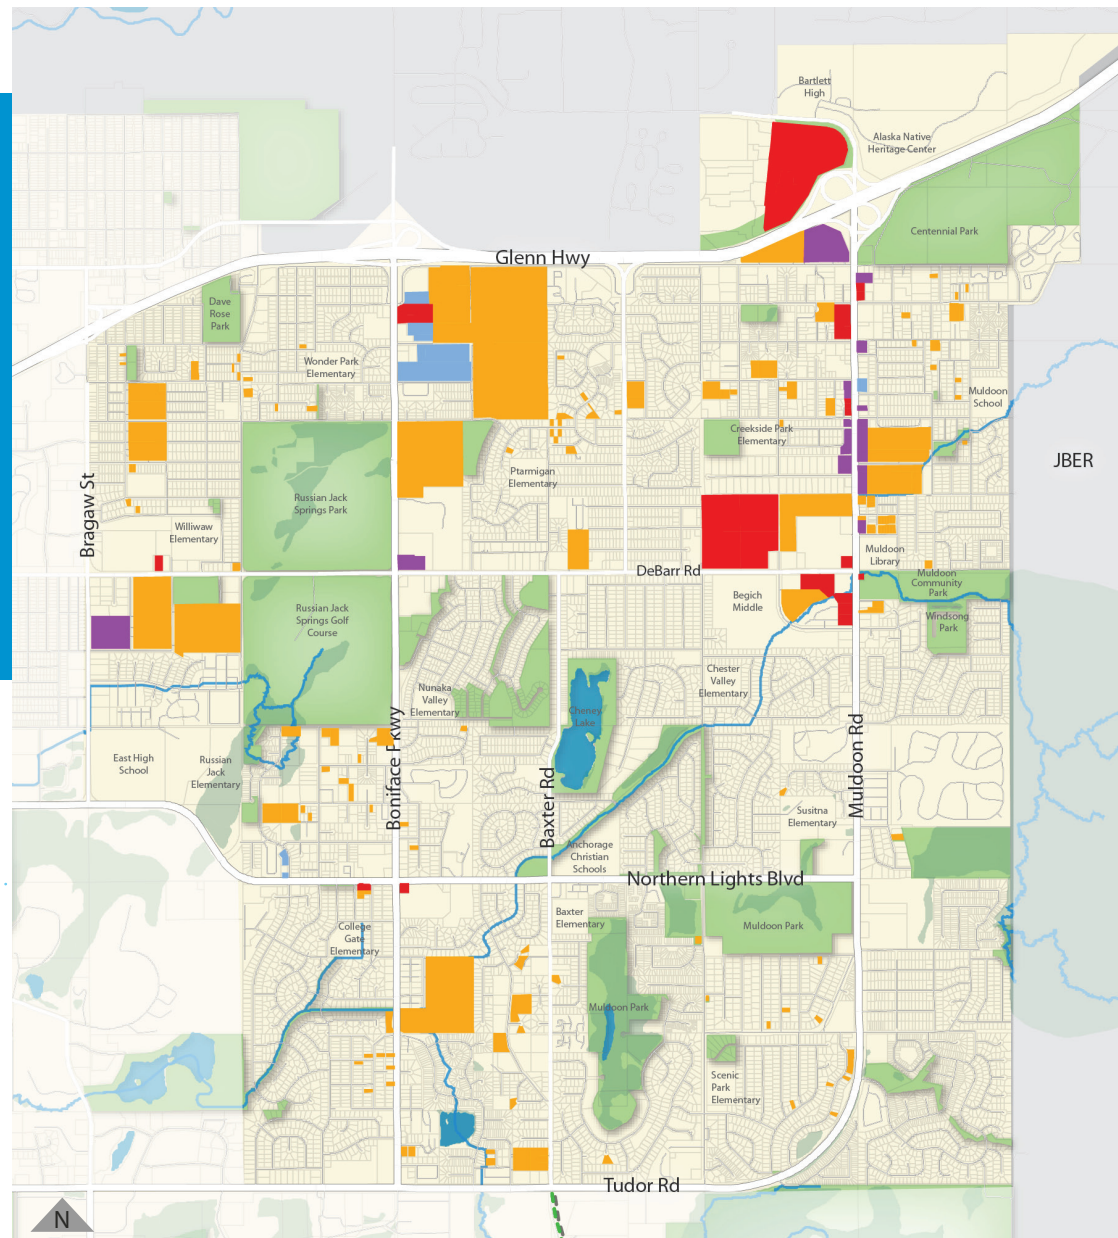 Bartlett
High
Alaska Native
Heritage Center
Centennial Park
Glenn Hwy
Dave
Rose
Park
Wonder Park
Elementary
Muldoon
School
Creekside Park
Elementary
JBER
Ptarmigan
Elementary
Bragaw St
Russian Jack
Springs Park
Williwaw
Elementary
Muldoon
Library
DeBarr Rd
Muldoon
Community
Park
Begich
Middle
Russian Jack
Springs Golf
Course
Windsong
Park
Chester
Valley
Elementary
Nunaka
Valley
Elementary
Cheney
Lake
East High
School
Russian
Jack
Elementary
Boniface Pkwy
Baxter Rd
Muldoon Rd
Susitna
Elementary
Anchorage
Christian
Schools
Northern Lights Blvd
College
Gate
Elementary
Baxter
Elementary
Muldoon Park
Muldoon Park
Scenic
Park
Elementary
Tudor Rd
N